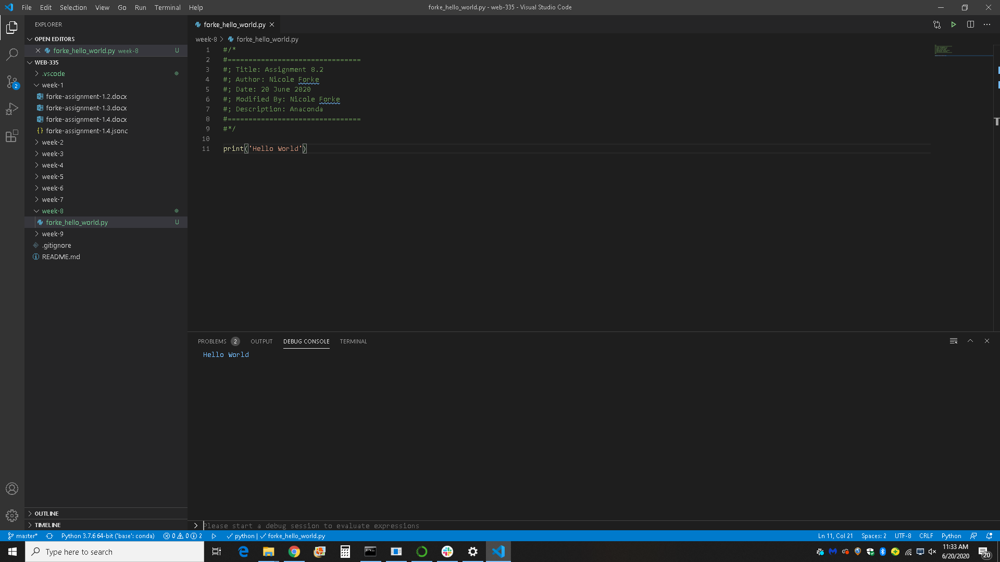 File Edit Selection View Go Run Terminal Help
forke_hello_world.py - web-335 - Visual Studio Code
EXPLORER
OPEN EDITORS
forke_hello_world.py week-8 U
WEB-335
.vscode
week-1
forke-assignment-1.2.docx
forke-assignment-1.3.docx
forke-assignment-1.4.docx
{} forke-assignment-1.4.jsonc
week-2
week-3
week-4
week-5
week-6
week-7
week-8
forke_hello_world.py U
week-9
.gitignore
README.md
OUTLINE
TIMELINE
2
forke_hello_world.py
week-8 > forke_hello_world.py
1 #/*
2 #================================
3 #; Title: Assignment 8.2
4 #; Author: Nicole Forke
5 #; Date: 20 June 2020
6 #; Modified By: Nicole Forke
7 #; Description: Anaconda
8 #================================
9 #*/
10
11 print('Hello World')
PROBLEMS 2 OUTPUT DEBUG CONSOLE TERMINAL
Hello World
Please start a debug session to evaluate expressions
master* Python 3.7.6 64-bit ('base': conda) 0 0 2 python | forke_hello_world.py
Ln 11, Col 21 Spaces: 2 UTF-8 CRLF Python
Type here to search
11:33 AM
6/20/2020
20